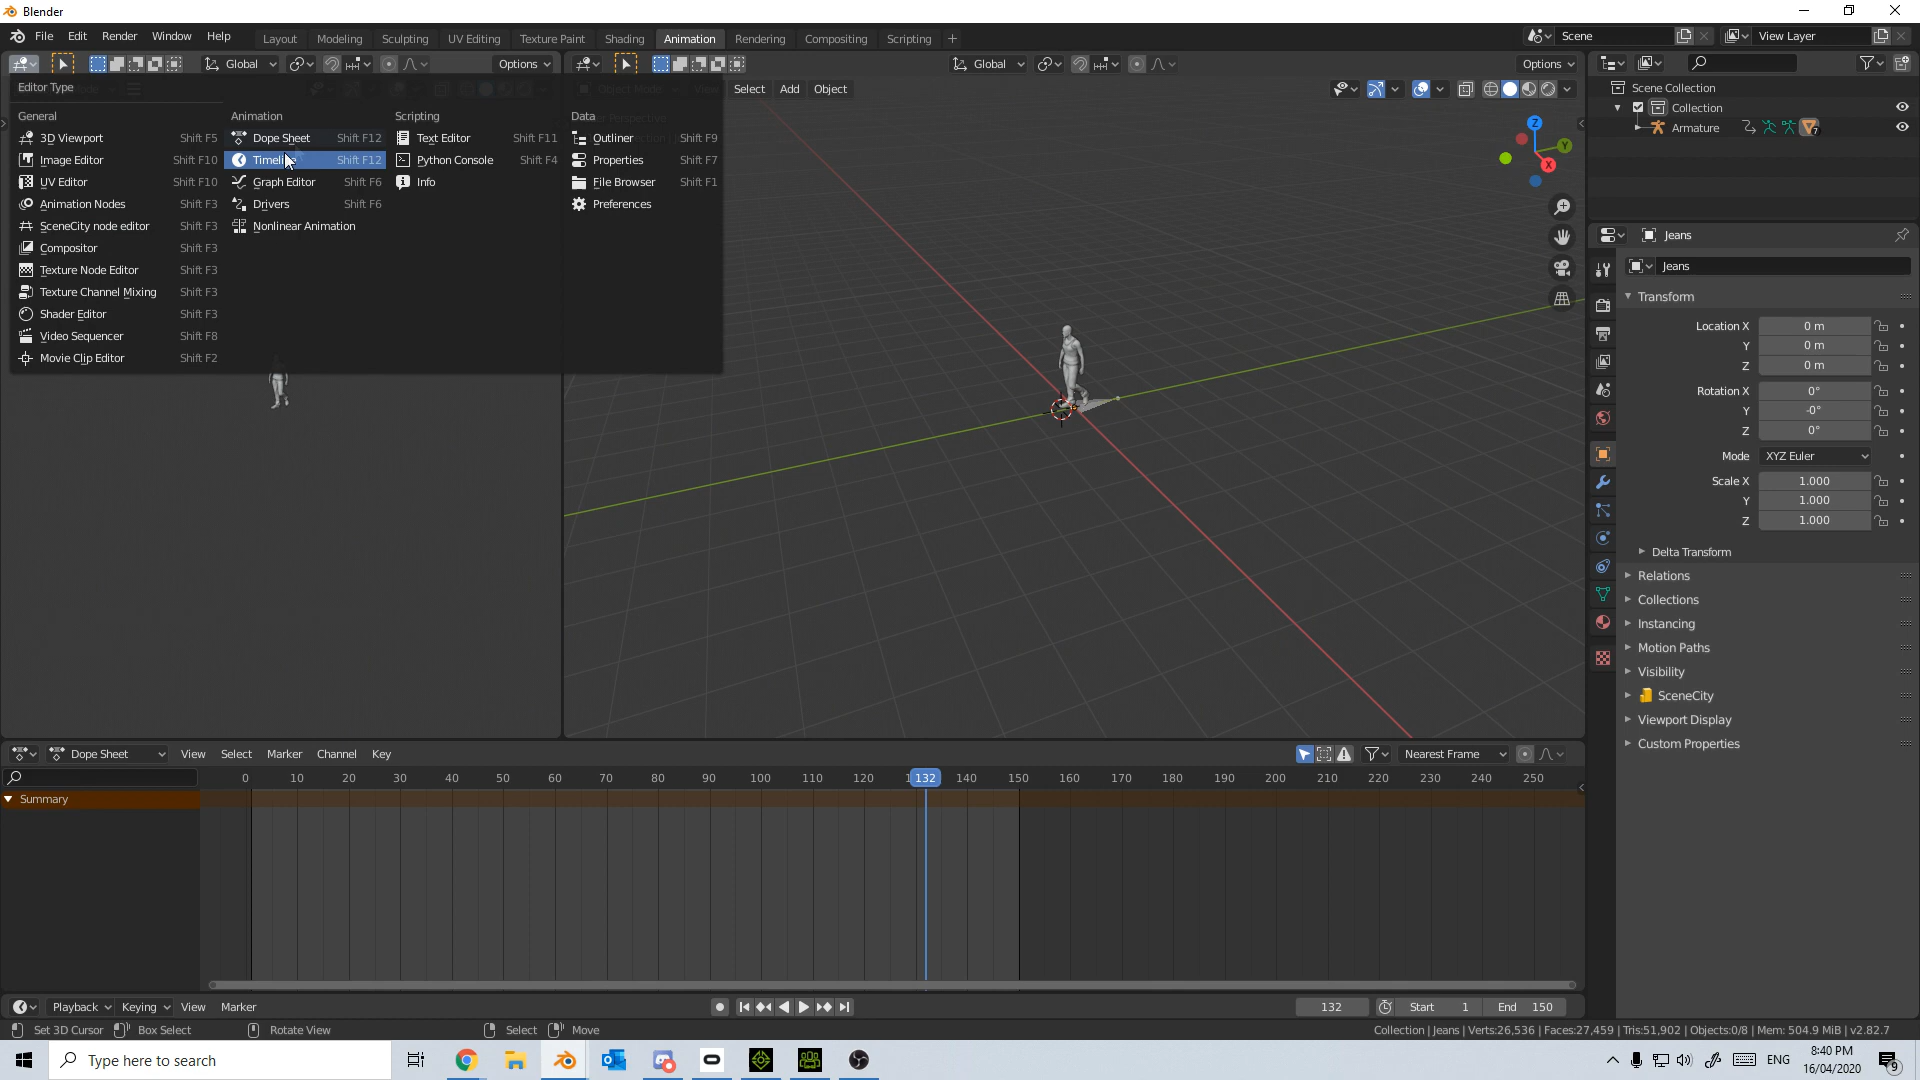 Blender
File Edit Render Window Help Layout Modeling Sculpting UV Editing Texture Paint Shading Animation Rendering Compositing Scripting + Scene View Layer
Global Options Global Options
Editor Type
Select Add Object
General
3D Viewport Shift F5
Image Editor Shift F10
UV Editor Shift F10
Animation Nodes Shift F3
SceneCity node editor Shift F3
Compositor Shift F3
Texture Node Editor Shift F3
Texture Channel Mixing Shift F3
Shader Editor Shift F3
Video Sequencer Shift F8
Movie Clip Editor Shift F2
Animation
Dope Sheet Shift F12
Timeline Shift F12
Graph Editor Shift F6
Drivers Shift F6
Nonlinear Animation
Scripting
Text Editor Shift F11
Python Console Shift F4
Info
Data
Outliner Shift F9
Properties Shift F7
File Browser Shift F1
Preferences
Z
Y
X
Scene Collection
Collection
Armature 7
Jeans
Jeans
Transform
Location X 0 m
Y 0 m
Z 0 m
Rotation X 0°
Y -0°
Z 0°
Mode XYZ Euler
Scale X 1.000
Y 1.000
Z 1.000
Delta Transform
Relations
Collections
Instancing
Motion Paths
Visibility
SceneCity
Viewport Display
Custom Properties
Dope Sheet View Select Marker Channel Key Nearest Frame
0 10 20 30 40 50 60 70 80 90 100 110 120 132 140 150 160 170 180 190 200 210 220 230 240 250
Summary
Playback Keying View Marker 132 Start 1 End 150
Set 3D Cursor Box Select Rotate View Select Move Collection | Jeans | Verts:26,536 | Faces:27,459 | Tris:51,902 | Objects:0/8 | Mem: 504.9 MiB | v2.82.7
Type here to search ENG 8:40 PM
16/04/2020 9